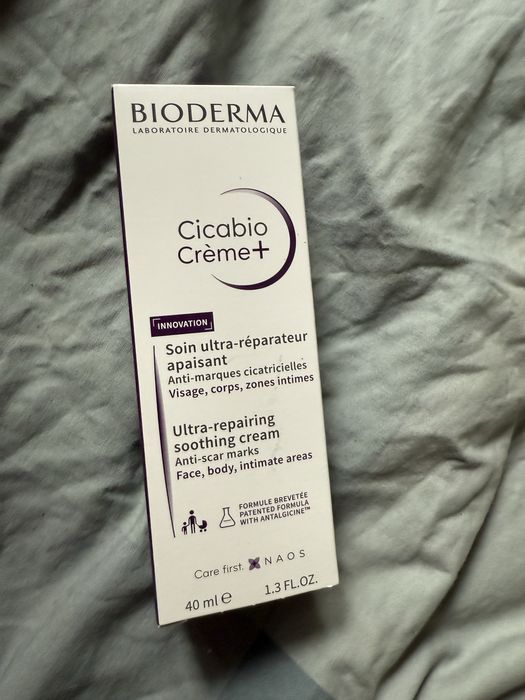 BIODERMA
LABORATOIRE DERMATOLOGIQUE
Cicabio
Crème+
INNOVATION
Soin ultra-réparateur
apaisant
Anti-marques cicatricielles
Visage, corps, zones intimes
Ultra-repairing
soothing cream
Anti-scar marks
Face, body, intimate areas
FORMULE BREVETÉE
PATENTED FORMULA
WITH ANTALGICINE™
Care first. NAOS
40 ml ℮ 1.3 FL.OZ.